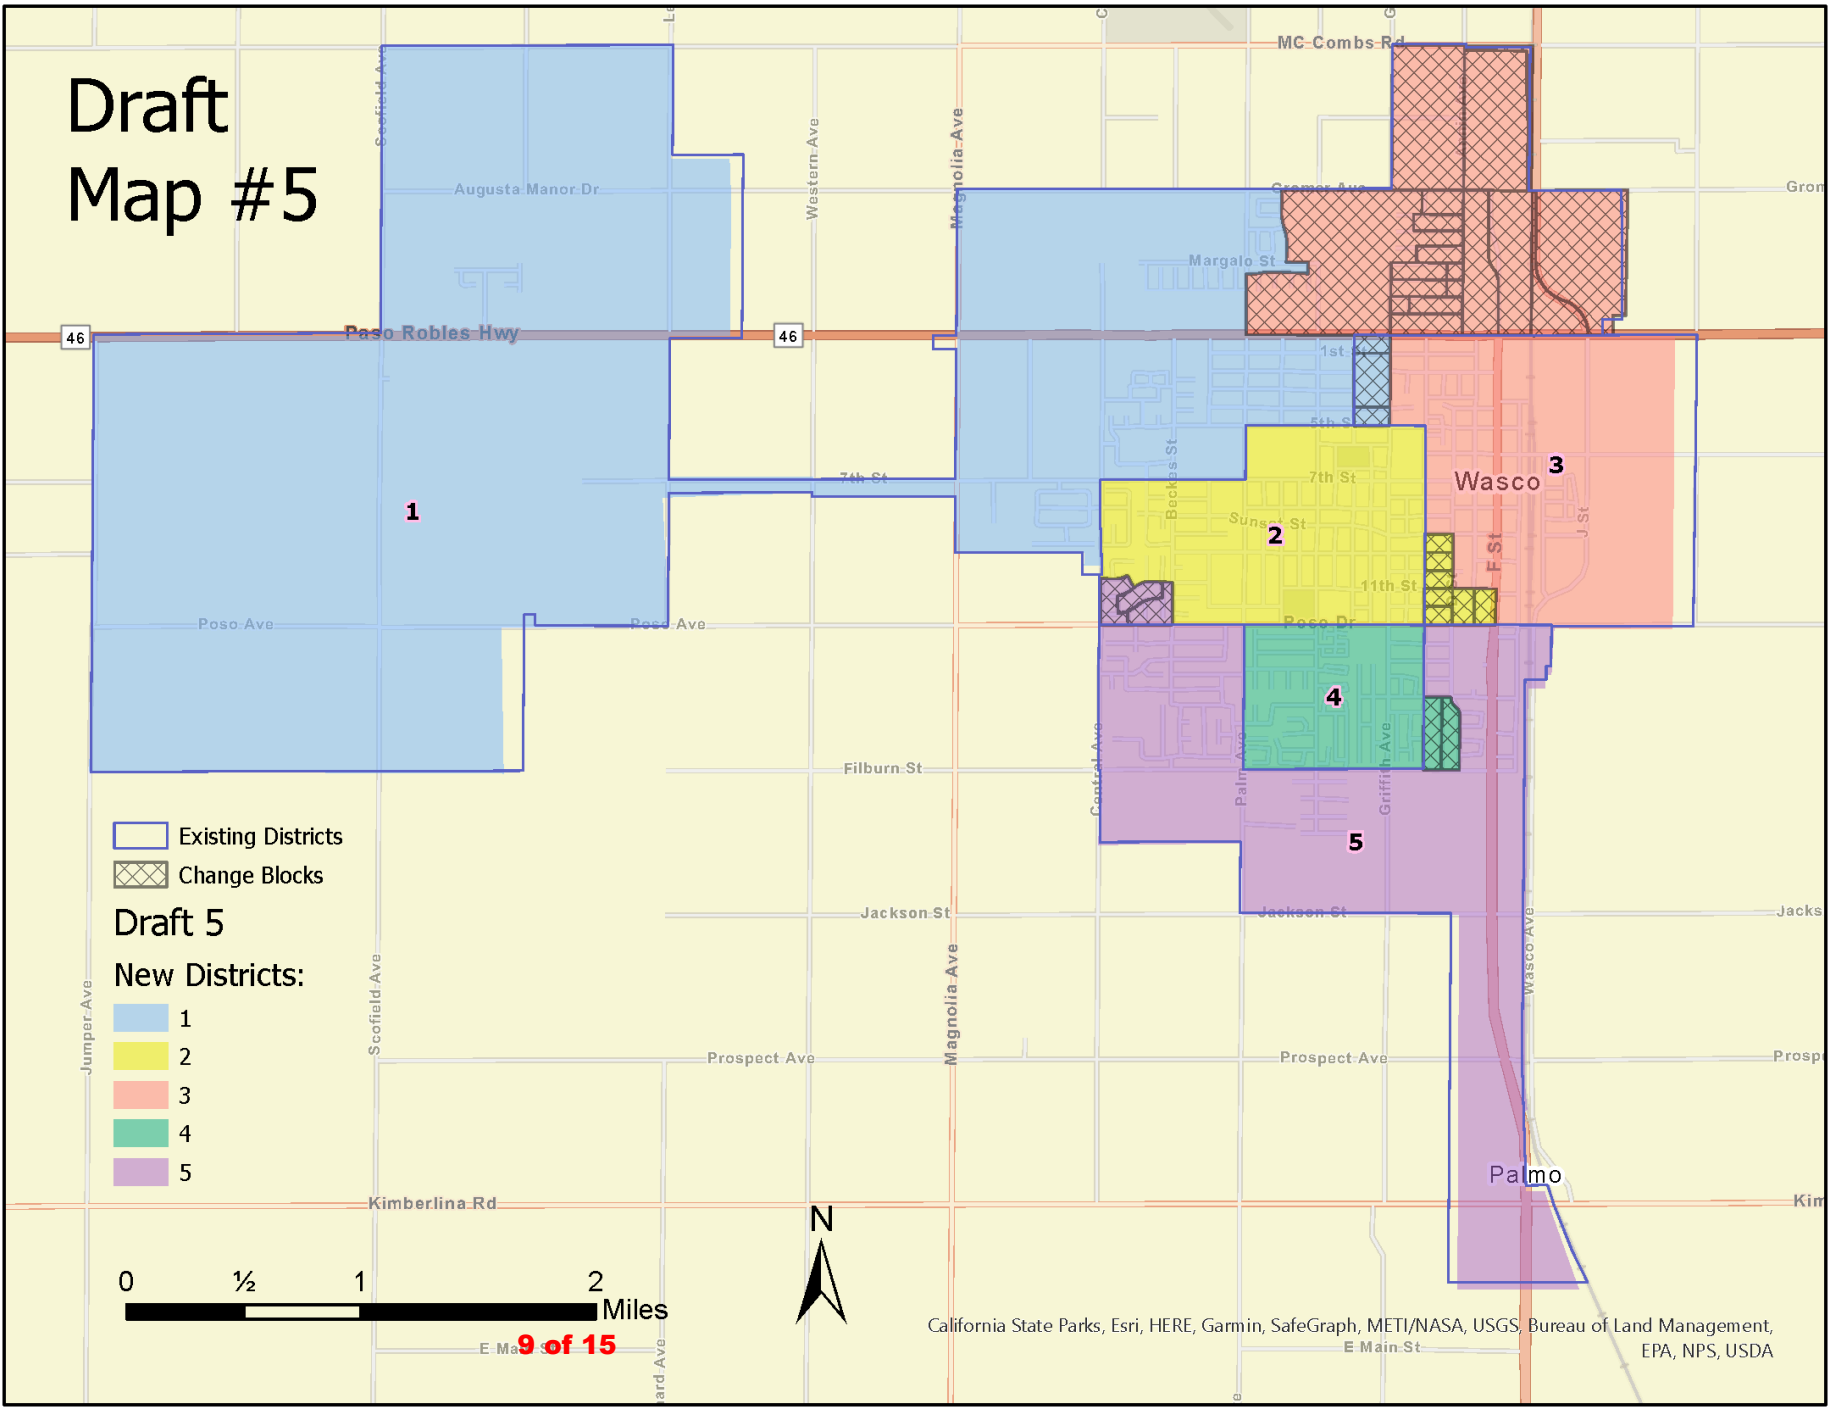 Draft
Map #5
MC Combs Rd
Scofield Ave
Western Ave
Magnolia Ave
Augusta Manor Dr
Gromer Ave
Margalo St
46
Paso Robles Hwy
46
1st St
5th St
7th St
7th St
Beckes St
Sunset St
Wasco
F St
J St
1
2
3
11th St
Poso Ave
Poso Ave
Poso Dr
4
Filburn St
Central Ave
Palm Ave
Griffith Ave
5
Existing Districts
Change Blocks
Draft 5
New Districts:
1
2
3
4
5
Jackson St
Jackson St
Jacks
Jumper Ave
Scofield Ave
Magnolia Ave
Wasco Ave
Prospect Ave
Prospect Ave
Prosp
Palmo
Kimberlina Rd
Kim
N
0 ½ 1 2
Miles
9 of 15
E Main St
E Main St
California State Parks, Esri, HERE, Garmin, SafeGraph, METI/NASA, USGS, Bureau of Land Management,
EPA, NPS, USDA